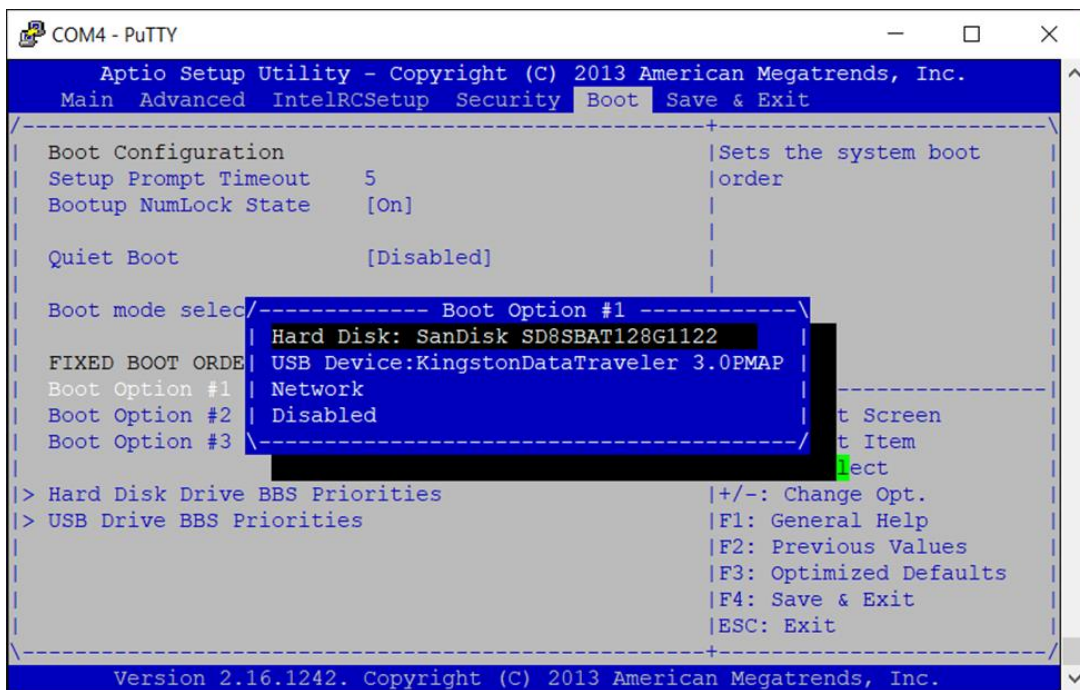 COM4 - PuTTY
Aptio Setup Utility - Copyright (C) 2013 American Megatrends, Inc.
Main Advanced IntelRCSetup Security Boot Save & Exit
/----------------------------------------------------+-------------------------\
| Boot Configuration |Sets the system boot |
| Setup Prompt Timeout 5 |order |
| Bootup NumLock State [On] | |
| | |
| Quiet Boot [Disabled] | |
| | |
| Boot mode selec/------------- Boot Option #1 ------------\ |
| | Hard Disk: SanDisk SD8SBAT128G1122 | |
| FIXED BOOT ORDE| USB Device:KingstonDataTraveler 3.0PMAP | |
| Boot Option #1 | Network |------------------|
| Boot Option #2 | Disabled | t Screen |
| Boot Option #3 \-----------------------------------------/ t Item |
| lect |
|> Hard Disk Drive BBS Priorities |+/-: Change Opt. |
|> USB Drive BBS Priorities |F1: General Help |
| |F2: Previous Values |
| |F3: Optimized Defaults |
| |F4: Save & Exit |
| |ESC: Exit |
\----------------------------------------------------+-------------------------/
Version 2.16.1242. Copyright (C) 2013 American Megatrends, Inc.